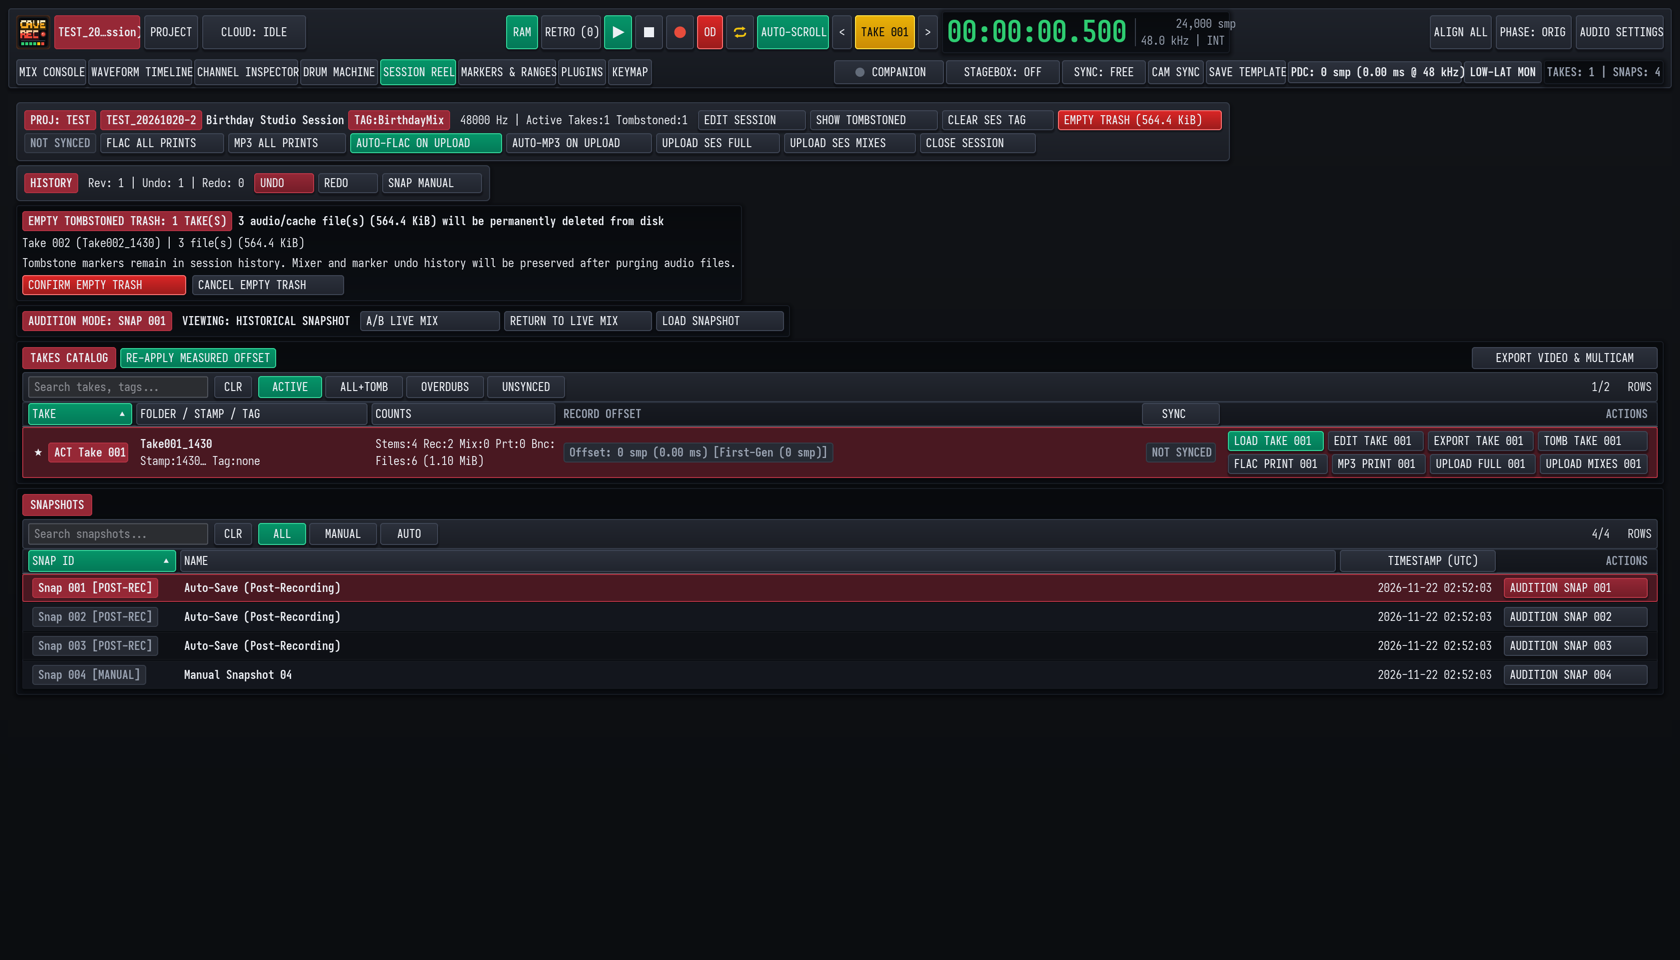 CAVE REC
TEST_20…ssion] PROJECT CLOUD: IDLE RAM RETRO (0) OD AUTO-SCROLL < TAKE 001 > 00:00:00.500 24,000 smp ALIGN ALL PHASE: ORIG AUDIO SETTINGS
48.0 kHz | INT
MIX CONSOLE WAVEFORM TIMELINE CHANNEL INSPECTOR DRUM MACHINE SESSION REEL MARKERS & RANGES PLUGINS KEYMAP COMPANION STAGEBOX: OFF SYNC: FREE CAM SYNC SAVE TEMPLATE PDC: 0 smp (0.00 ms @ 48 kHz) LOW-LAT MON TAKES: 1 | SNAPS: 4
PROJ: TEST TEST_20261020-2 Birthday Studio Session TAG:BirthdayMix 48000 Hz | Active Takes:1 Tombstoned:1 EDIT SESSION SHOW TOMBSTONED CLEAR SES TAG EMPTY TRASH (564.4 KiB)
NOT SYNCED FLAC ALL PRINTS MP3 ALL PRINTS AUTO-FLAC ON UPLOAD AUTO-MP3 ON UPLOAD UPLOAD SES FULL UPLOAD SES MIXES CLOSE SESSION
HISTORY Rev: 1 | Undo: 1 | Redo: 0 UNDO REDO SNAP MANUAL
EMPTY TOMBSTONED TRASH: 1 TAKE(S) 3 audio/cache file(s) (564.4 KiB) will be permanently deleted from disk
Take 002 (Take002_1430) | 3 file(s) (564.4 KiB)
Tombstone markers remain in session history. Mixer and marker undo history will be preserved after purging audio files.
CONFIRM EMPTY TRASH CANCEL EMPTY TRASH
AUDITION MODE: SNAP 001 VIEWING: HISTORICAL SNAPSHOT A/B LIVE MIX RETURN TO LIVE MIX LOAD SNAPSHOT
TAKES CATALOG RE-APPLY MEASURED OFFSET EXPORT VIDEO & MULTICAM
Search takes, tags... CLR ACTIVE ALL+TOMB OVERDUBS UNSYNCED 1/2 ROWS
TAKE ▲ FOLDER / STAMP / TAG COUNTS RECORD OFFSET SYNC ACTIONS
★ ACT Take 001 Take001_1430 Stems:4 Rec:2 Mix:0 Prt:0 Bnc: Offset: 0 smp (0.00 ms) [First-Gen (0 smp)] NOT SYNCED LOAD TAKE 001 EDIT TAKE 001 EXPORT TAKE 001 TOMB TAKE 001
Stamp:1430… Tag:none Files:6 (1.10 MiB) FLAC PRINT 001 MP3 PRINT 001 UPLOAD FULL 001 UPLOAD MIXES 001
SNAPSHOTS
Search snapshots... CLR ALL MANUAL AUTO 4/4 ROWS
SNAP ID ▲ NAME TIMESTAMP (UTC) ACTIONS
Snap 001 [POST-REC] Auto-Save (Post-Recording) 2026-11-22 02:52:03 AUDITION SNAP 001
Snap 002 [POST-REC] Auto-Save (Post-Recording) 2026-11-22 02:52:03 AUDITION SNAP 002
Snap 003 [POST-REC] Auto-Save (Post-Recording) 2026-11-22 02:52:03 AUDITION SNAP 003
Snap 004 [MANUAL] Manual Snapshot 04 2026-11-22 02:52:03 AUDITION SNAP 004